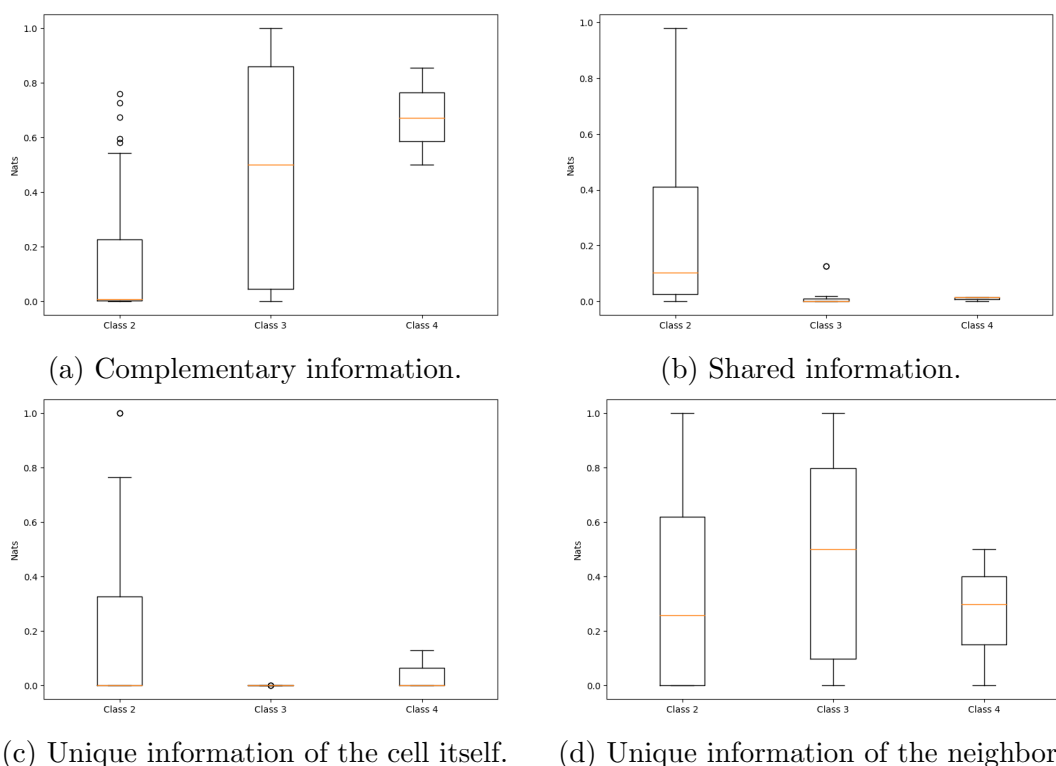 1.0
0.8
0.6
0.4
0.2
0.0
Nats
Class 2
Class 3
Class 4
(a) Complementary information.
1.0
0.8
0.6
0.4
0.2
0.0
Nats
Class 2
Class 3
Class 4
(b) Shared information.
1.0
0.8
0.6
0.4
0.2
0.0
Nats
Class 2
Class 3
Class 4
(c) Unique information of the cell itself.
1.0
0.8
0.6
0.4
0.2
0.0
Nats
Class 2
Class 3
Class 4
(d) Unique information of the neighbor